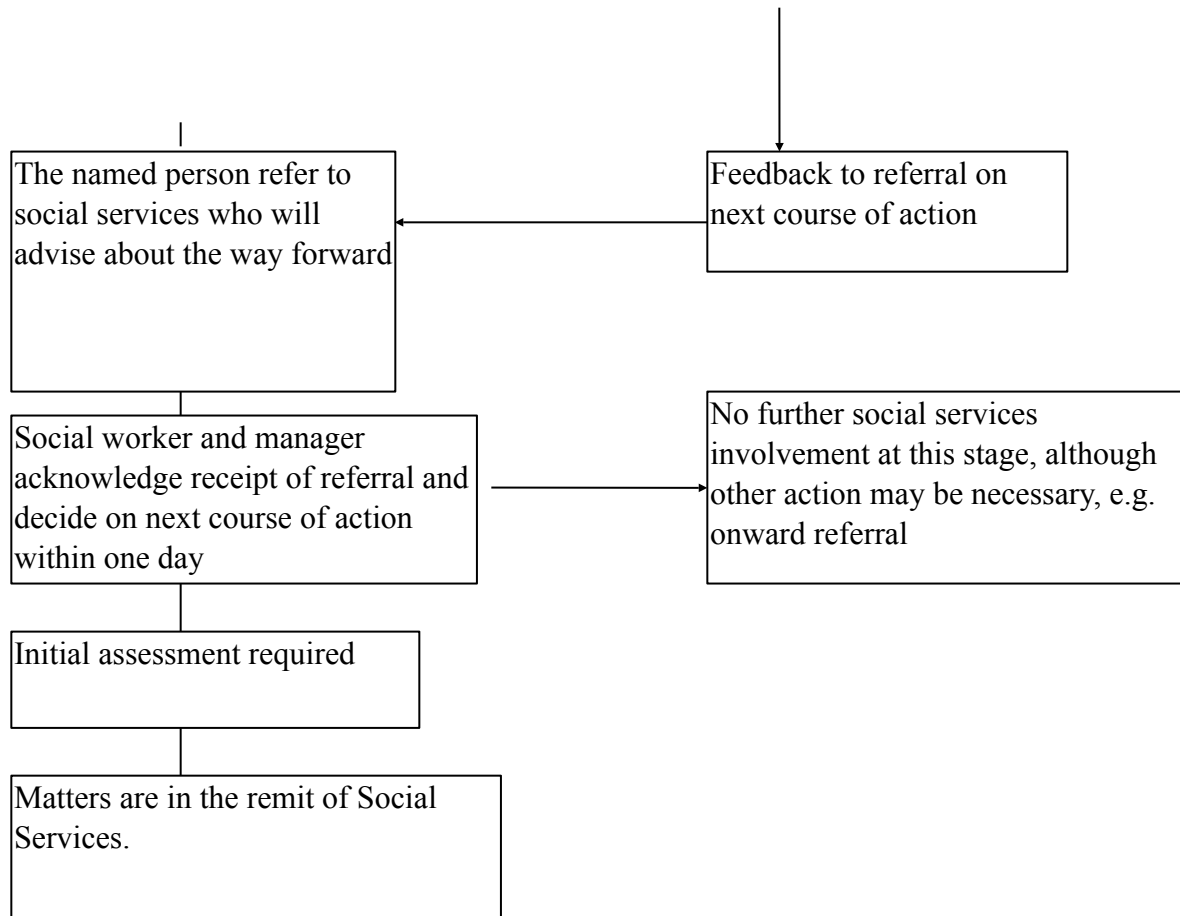 The named person refer to
social services who will
advise about the way forward
Feedback to referral on
next course of action
Social worker and manager
acknowledge receipt of referral and
decide on next course of action
within one day
No further social services
involvement at this stage, although
other action may be necessary, e.g.
onward referral
Initial assessment required
Matters are in the remit of Social
Services.